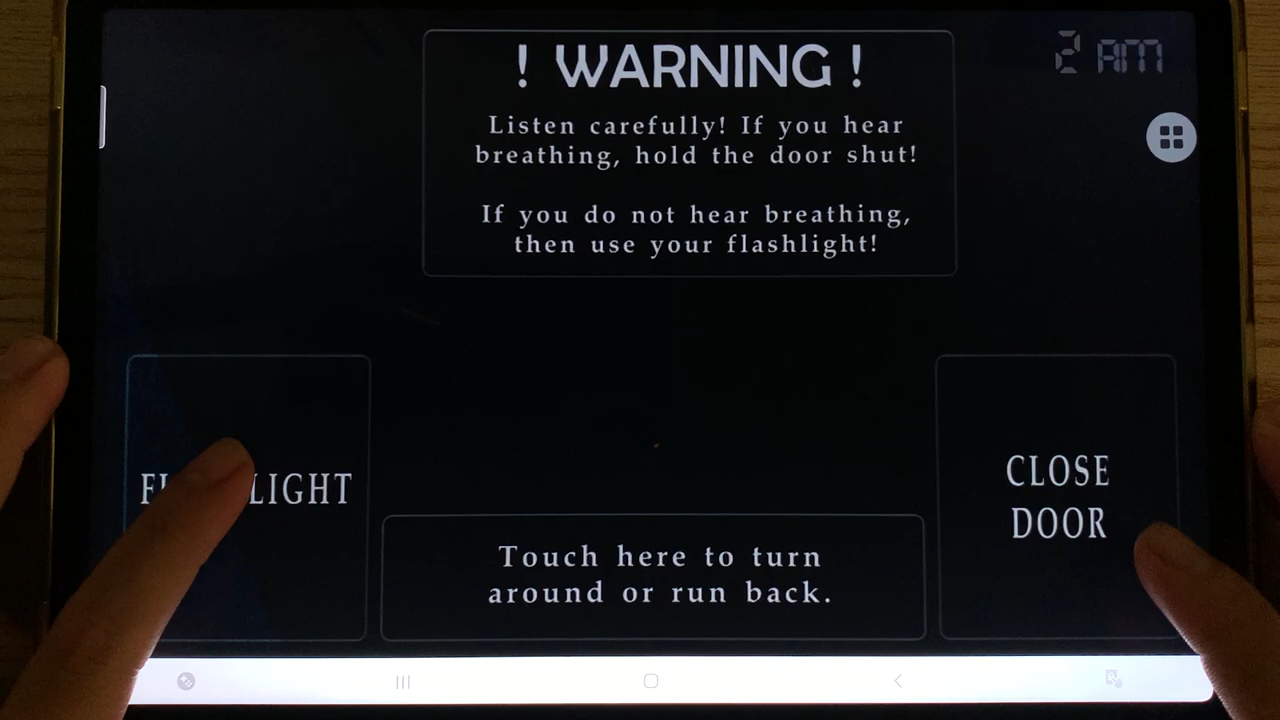 ! WARNING !
2 AM
Listen carefully! If you hear
breathing, hold the door shut!
If you do not hear breathing,
then use your flashlight!
CLOSE
DOOR
Touch here to turn
around or run back.